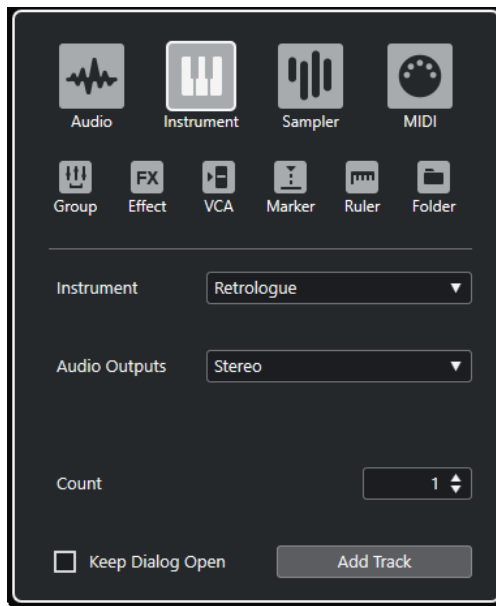 Audio Instrument Sampler MIDI
FX
Group Effect VCA Marker Ruler Folder
Instrument Retrologue
Audio Outputs Stereo
Count 1
Keep Dialog Open Add Track